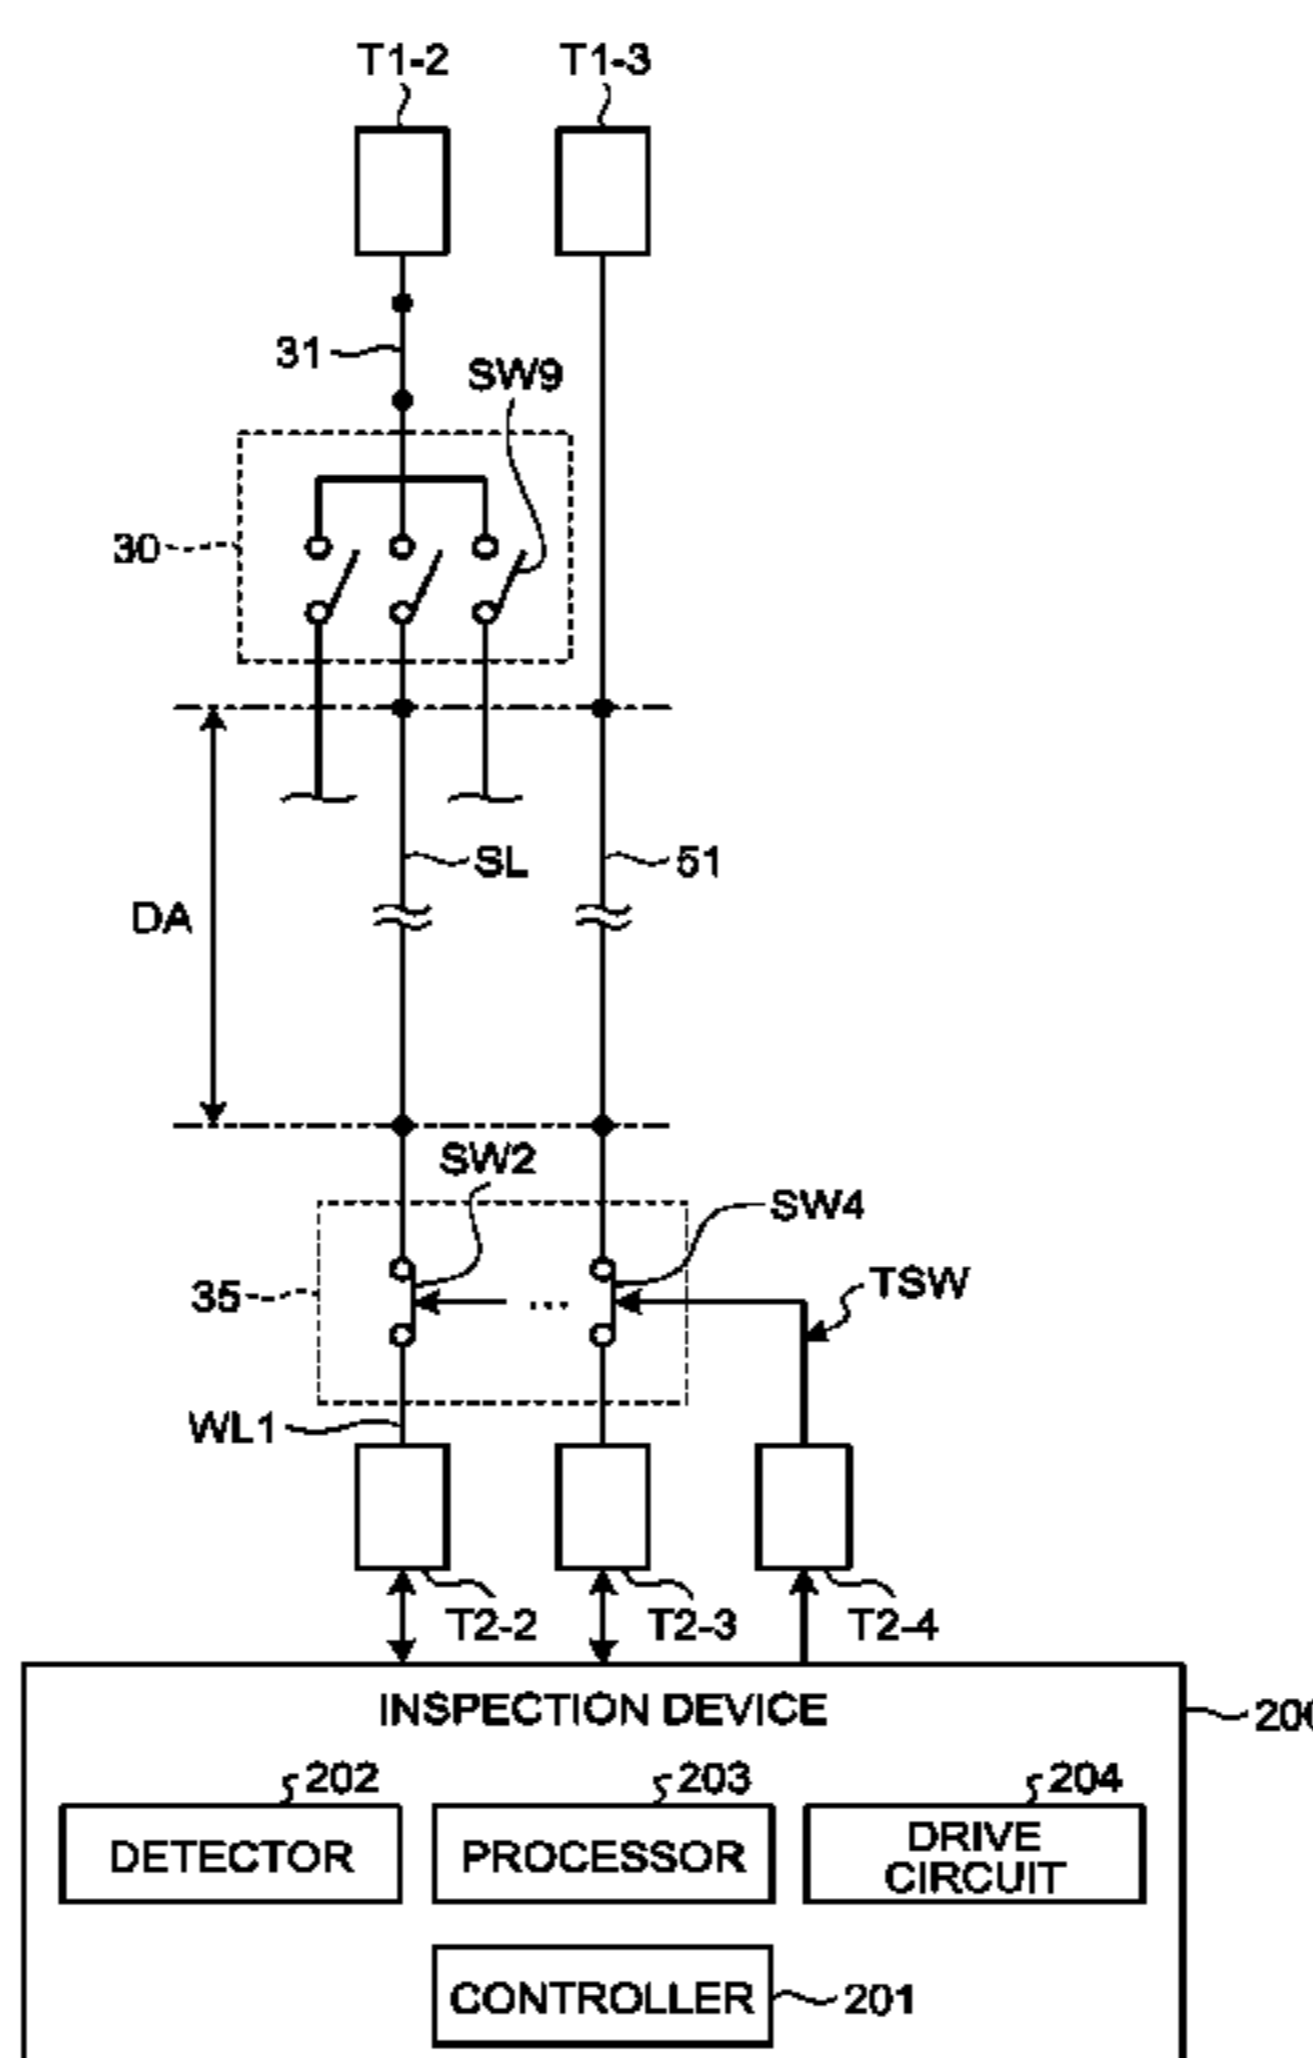 T1-2 T1-3
31
SW9
30
SL 51
DA
SW2
SW4
35
TSW
WL1
T2-2 T2-3 T2-4
INSPECTION DEVICE
200
202 203 204
DETECTOR PROCESSOR DRIVE
CIRCUIT
CONTROLLER 201